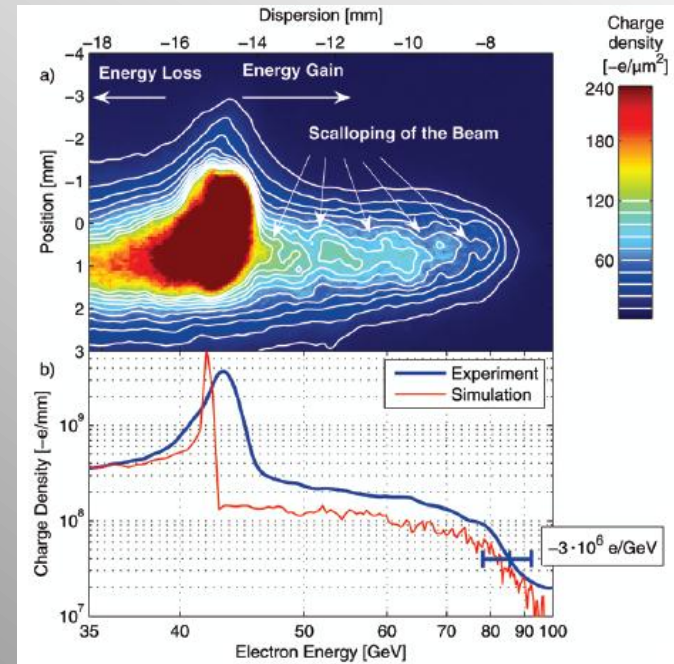 Dispersion [mm]
−18 −16 −14 −12 −10 −8
Charge
density
[−e/μm²]
a)
Energy Loss Energy Gain
Scalloping of the Beam
Position [mm]
−4
−3
−2
−1
0
1
2
3
240
180
120
60
b)
Experiment
Simulation
Charge Density [−e/mm]
10⁹
10⁸
10⁷
−3·10⁶ e/GeV
35 40 50 60 70 80 90 100
Electron Energy [GeV]